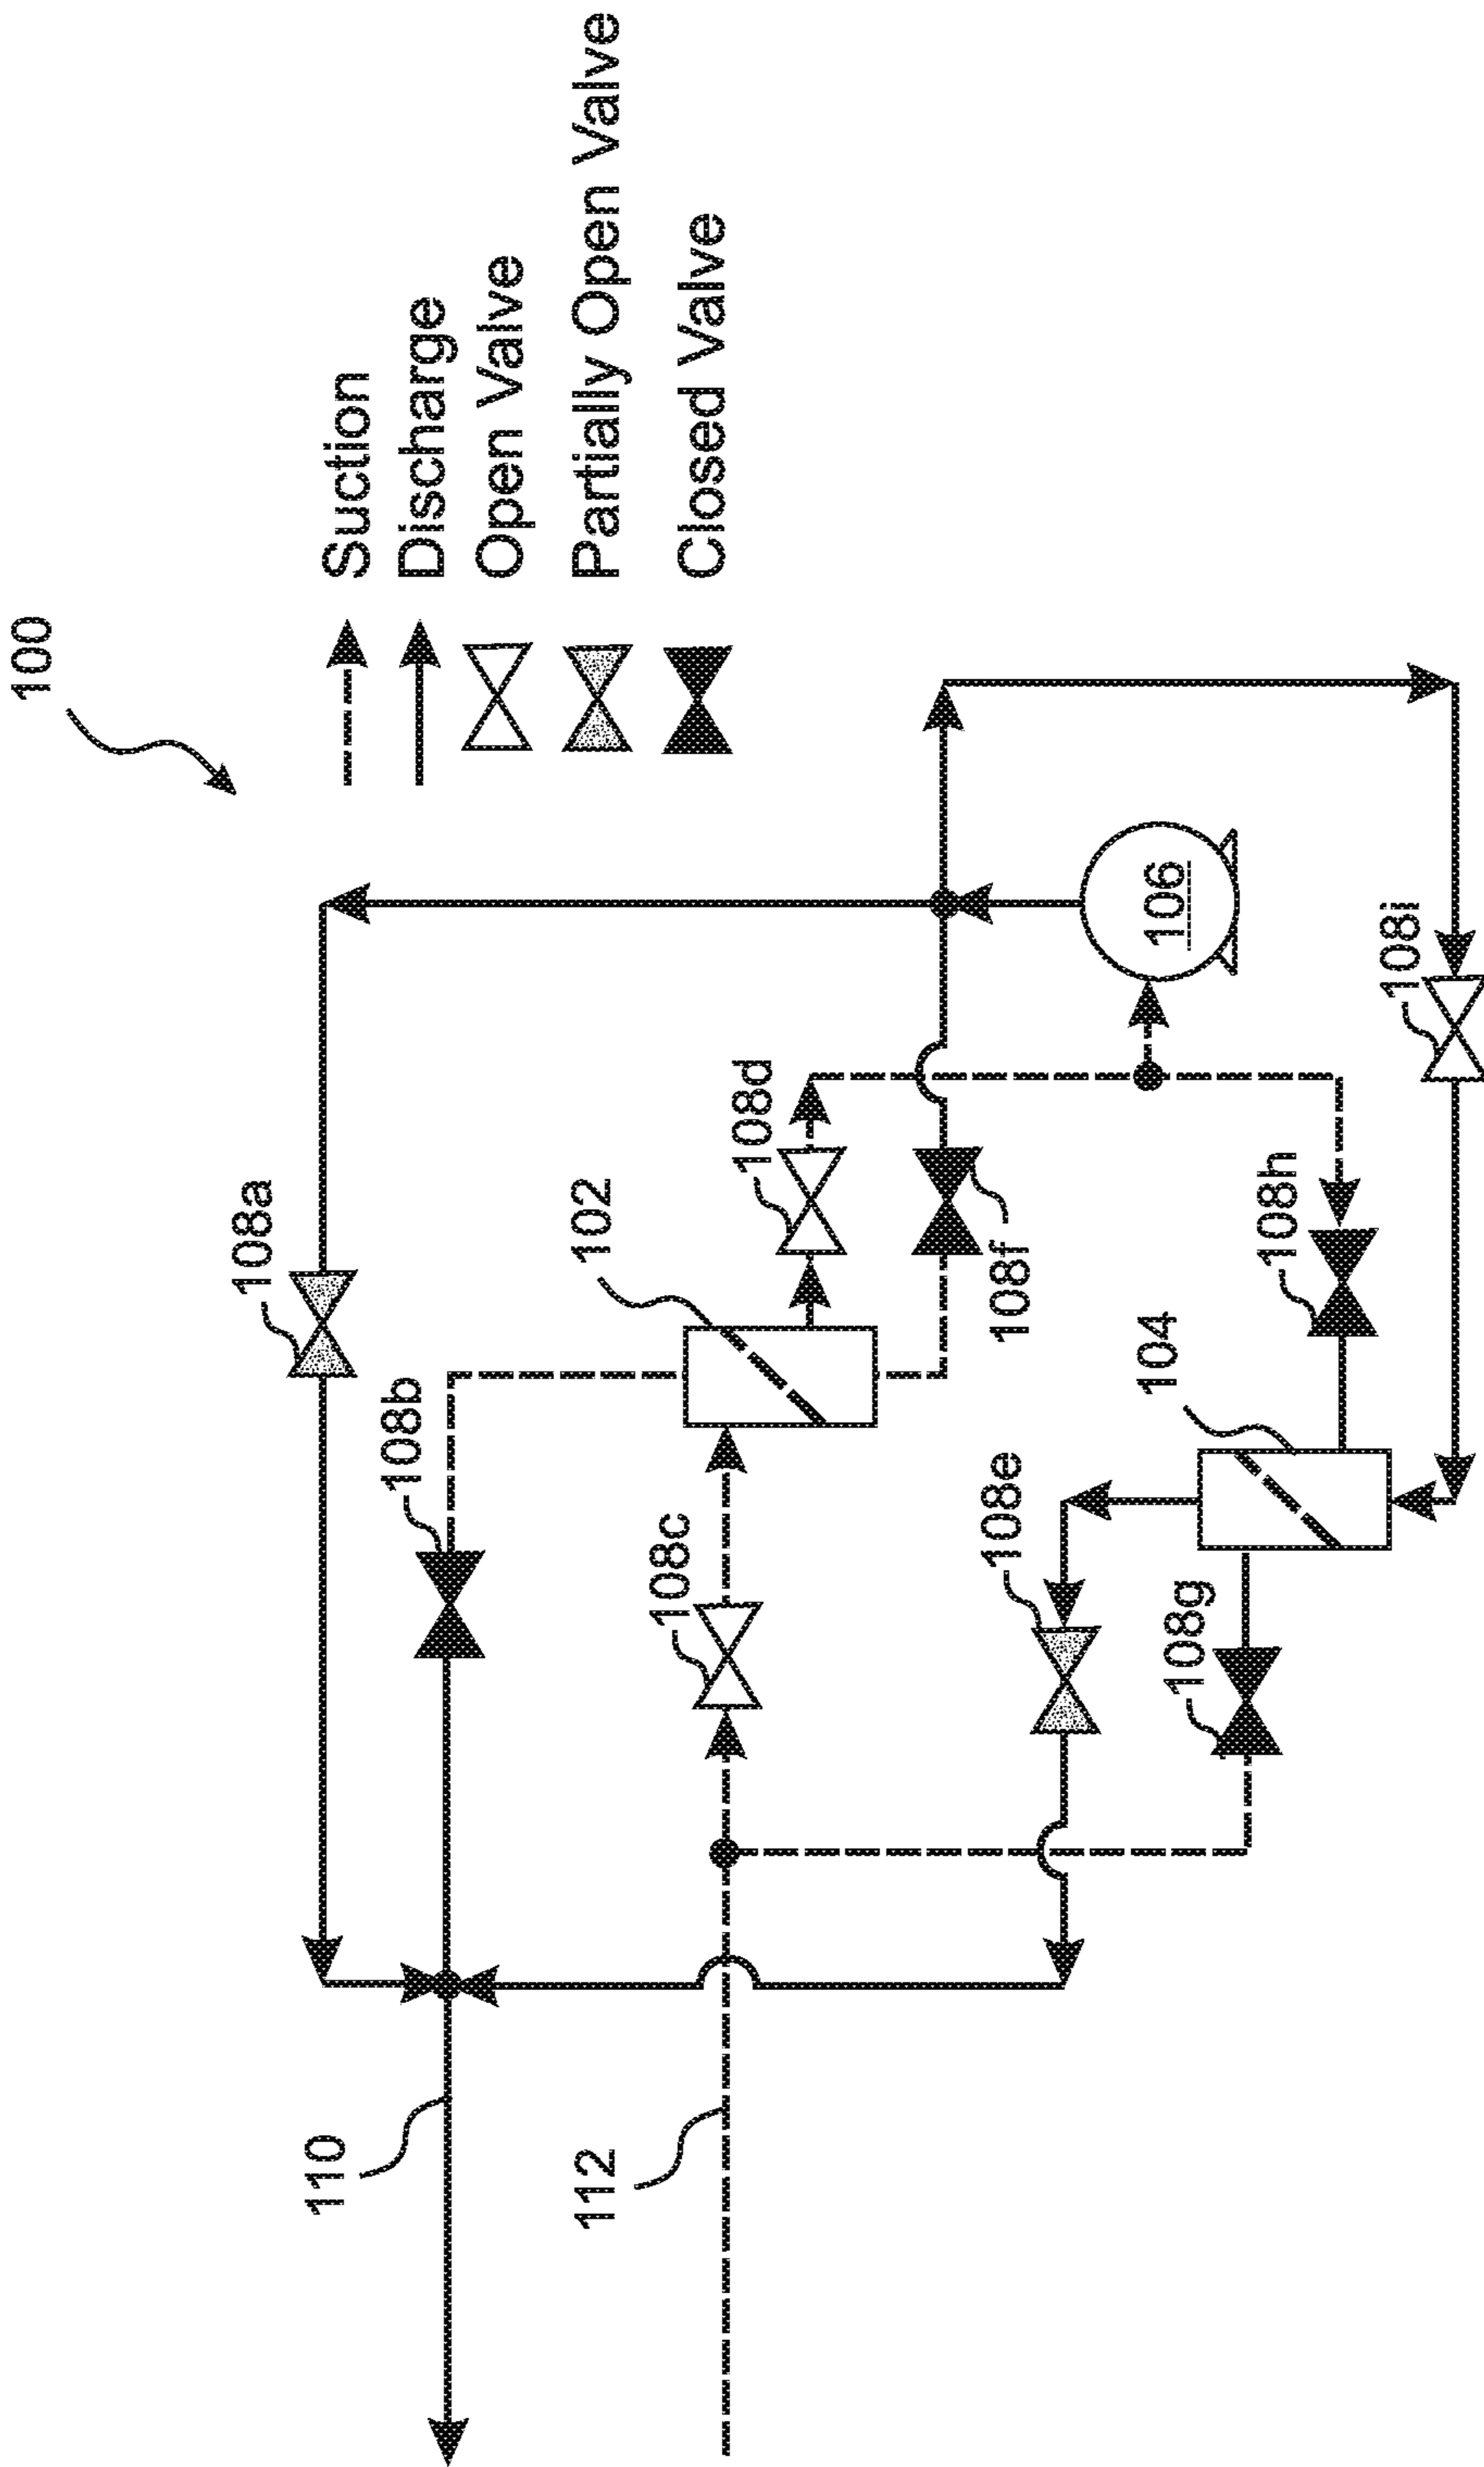 100
Suction
Discharge
Open Valve
Partially Open Valve
Closed Valve
108a
108b
102
108d
108c
106
108f
108e
104
108h
108i
108g
110
112